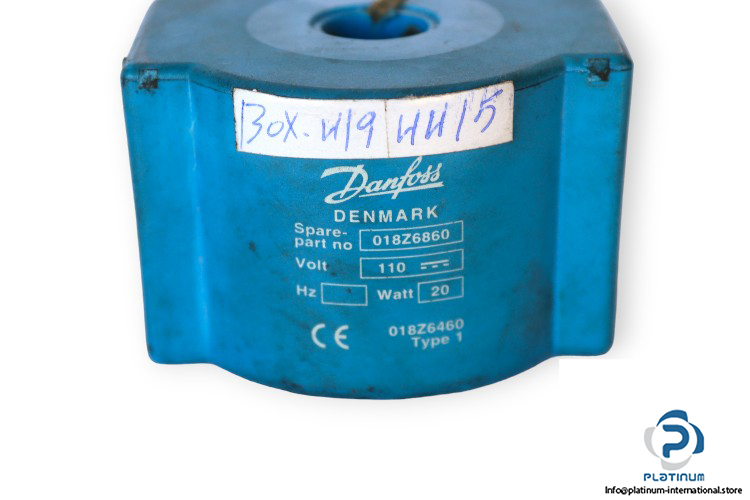 BOX-419 4415
Danfoss
DENMARK
Spare-
part no 018Z6860
Volt 110
Hz Watt 20
CE 018Z6460
Type 1
PLATINUM
Info@platinum-international.store